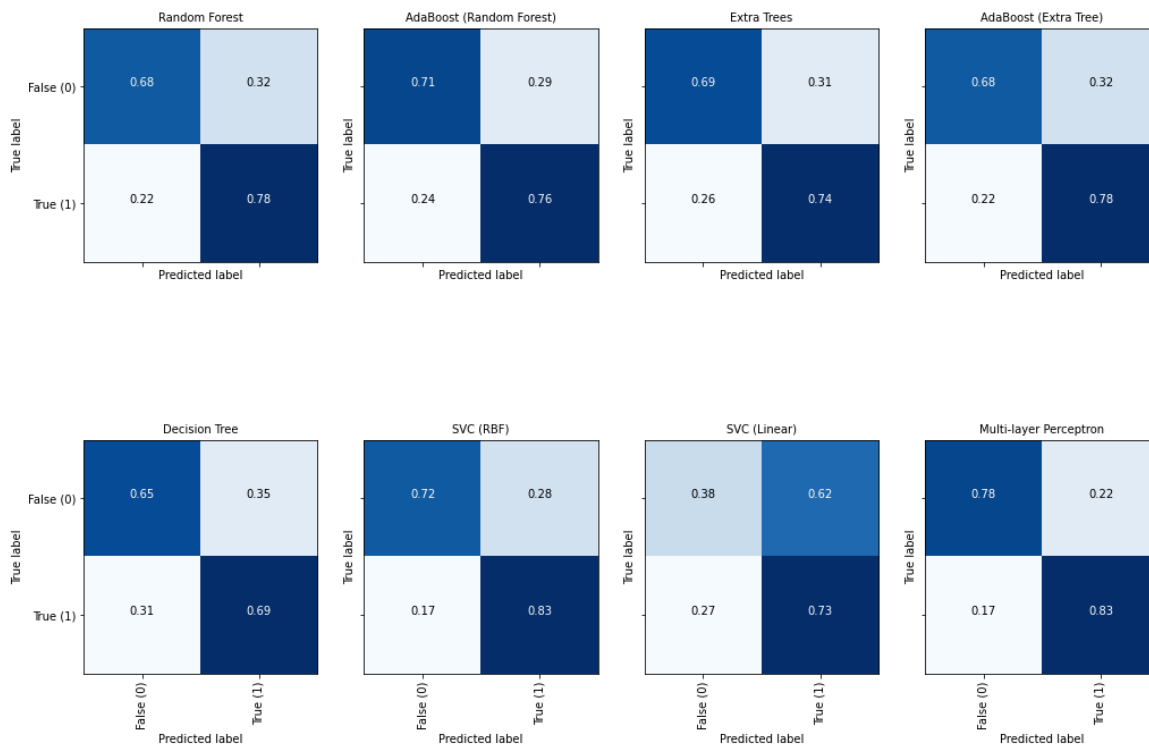 Random Forest
AdaBoost (Random Forest)
Extra Trees
AdaBoost (Extra Tree)
True label
False (0)
True (1)
0.68
0.32
0.22
0.78
Predicted label
True label
0.71
0.29
0.24
0.76
Predicted label
True label
0.69
0.31
0.26
0.74
Predicted label
True label
0.68
0.32
0.22
0.78
Predicted label
Decision Tree
SVC (RBF)
SVC (Linear)
Multi-layer Perceptron
True label
False (0)
True (1)
0.65
0.35
0.31
0.69
False (0)
True (1)
Predicted label
True label
0.72
0.28
0.17
0.83
False (0)
True (1)
Predicted label
True label
0.38
0.62
0.27
0.73
False (0)
True (1)
Predicted label
True label
0.78
0.22
0.17
0.83
False (0)
True (1)
Predicted label